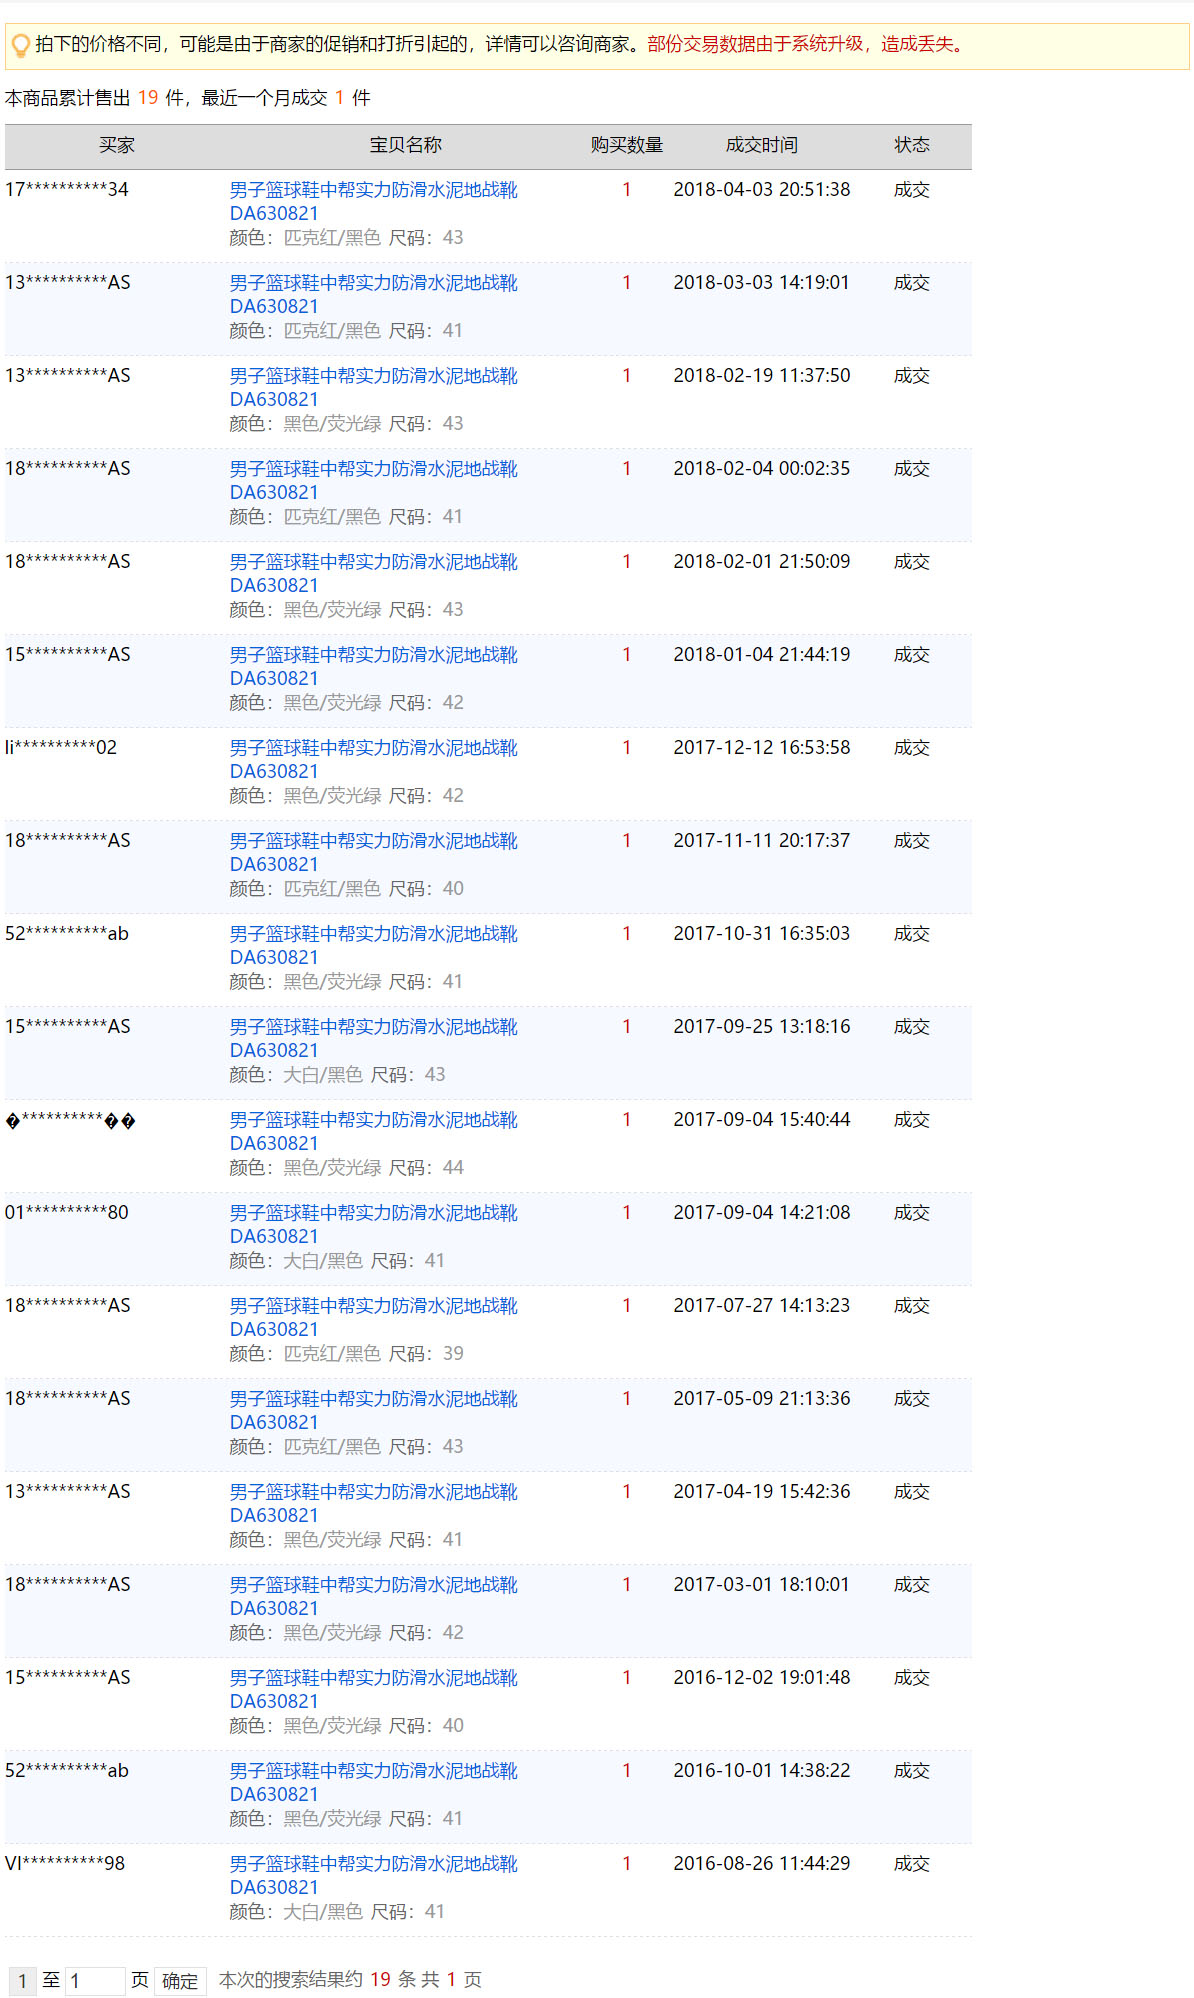 拍下的价格不同，可能是由于商家的促销和打折引起的，详情可以咨询商家。部份交易数据由于系统升级，造成丢失。
本商品累计售出 19 件，最近一个月成交 1 件
买家 宝贝名称 购买数量 成交时间 状态
17**********34 男子篮球鞋中帮实力防滑水泥地战靴 1 2018-04-03 20:51:38 成交
DA630821
颜色：匹克红/黑色 尺码：43
13**********AS 男子篮球鞋中帮实力防滑水泥地战靴 1 2018-03-03 14:19:01 成交
DA630821
颜色：匹克红/黑色 尺码：41
13**********AS 男子篮球鞋中帮实力防滑水泥地战靴 1 2018-02-19 11:37:50 成交
DA630821
颜色：黑色/荧光绿 尺码：43
18**********AS 男子篮球鞋中帮实力防滑水泥地战靴 1 2018-02-04 00:02:35 成交
DA630821
颜色：匹克红/黑色 尺码：41
18**********AS 男子篮球鞋中帮实力防滑水泥地战靴 1 2018-02-01 21:50:09 成交
DA630821
颜色：黑色/荧光绿 尺码：43
15**********AS 男子篮球鞋中帮实力防滑水泥地战靴 1 2018-01-04 21:44:19 成交
DA630821
颜色：黑色/荧光绿 尺码：42
li**********02 男子篮球鞋中帮实力防滑水泥地战靴 1 2017-12-12 16:53:58 成交
DA630821
颜色：黑色/荧光绿 尺码：42
18**********AS 男子篮球鞋中帮实力防滑水泥地战靴 1 2017-11-11 20:17:37 成交
DA630821
颜色：匹克红/黑色 尺码：40
52**********ab 男子篮球鞋中帮实力防滑水泥地战靴 1 2017-10-31 16:35:03 成交
DA630821
颜色：黑色/荧光绿 尺码：41
15**********AS 男子篮球鞋中帮实力防滑水泥地战靴 1 2017-09-25 13:18:16 成交
DA630821
颜色：大白/黑色 尺码：43
�**********�� 男子篮球鞋中帮实力防滑水泥地战靴 1 2017-09-04 15:40:44 成交
DA630821
颜色：黑色/荧光绿 尺码：44
01**********80 男子篮球鞋中帮实力防滑水泥地战靴 1 2017-09-04 14:21:08 成交
DA630821
颜色：大白/黑色 尺码：41
18**********AS 男子篮球鞋中帮实力防滑水泥地战靴 1 2017-07-27 14:13:23 成交
DA630821
颜色：匹克红/黑色 尺码：39
18**********AS 男子篮球鞋中帮实力防滑水泥地战靴 1 2017-05-09 21:13:36 成交
DA630821
颜色：匹克红/黑色 尺码：43
13**********AS 男子篮球鞋中帮实力防滑水泥地战靴 1 2017-04-19 15:42:36 成交
DA630821
颜色：黑色/荧光绿 尺码：41
18**********AS 男子篮球鞋中帮实力防滑水泥地战靴 1 2017-03-01 18:10:01 成交
DA630821
颜色：黑色/荧光绿 尺码：42
15**********AS 男子篮球鞋中帮实力防滑水泥地战靴 1 2016-12-02 19:01:48 成交
DA630821
颜色：黑色/荧光绿 尺码：40
52**********ab 男子篮球鞋中帮实力防滑水泥地战靴 1 2016-10-01 14:38:22 成交
DA630821
颜色：黑色/荧光绿 尺码：41
VI**********98 男子篮球鞋中帮实力防滑水泥地战靴 1 2016-08-26 11:44:29 成交
DA630821
颜色：大白/黑色 尺码：41
1 至 1 页 确定 本次的搜索结果约 19 条 共 1 页